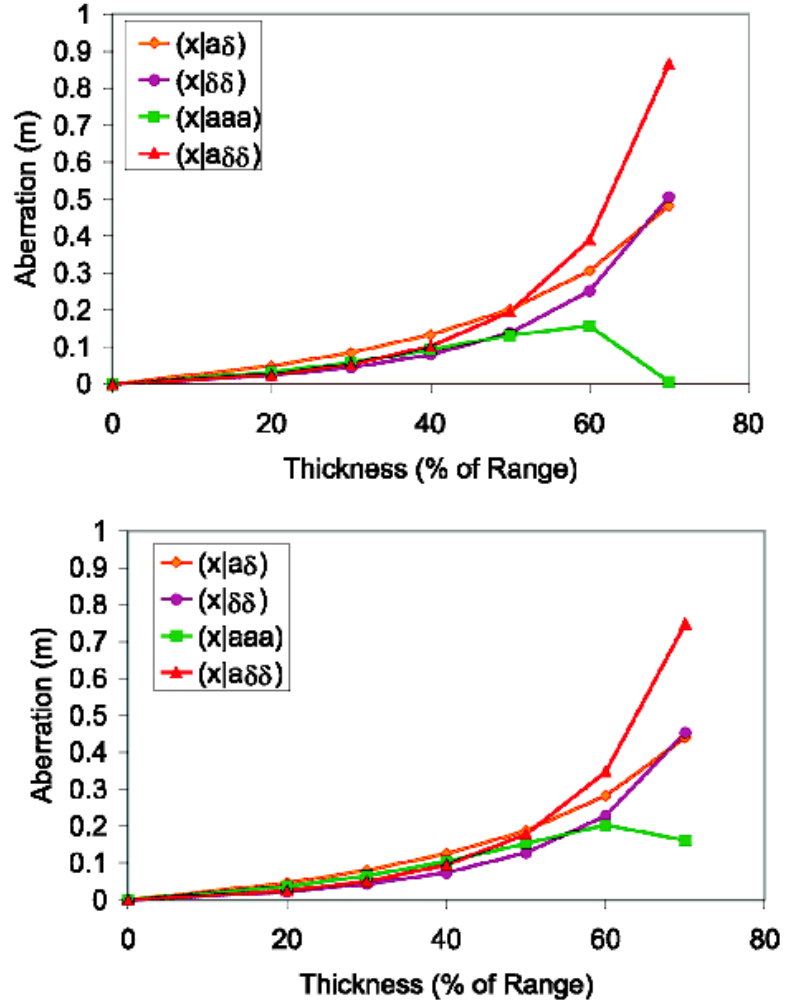 1
0.9
0.8
0.7
0.6
0.5
0.4
0.3
0.2
0.1
0
Aberration (m)
(x|aδ)
(x|δδ)
(x|aaa)
(x|aδδ)
0 20 40 60 80
Thickness (% of Range)
1
0.9
0.8
0.7
0.6
0.5
0.4
0.3
0.2
0.1
0
Aberration (m)
(x|aδ)
(x|δδ)
(x|aaa)
(x|aδδ)
0 20 40 60 80
Thickness (% of Range)